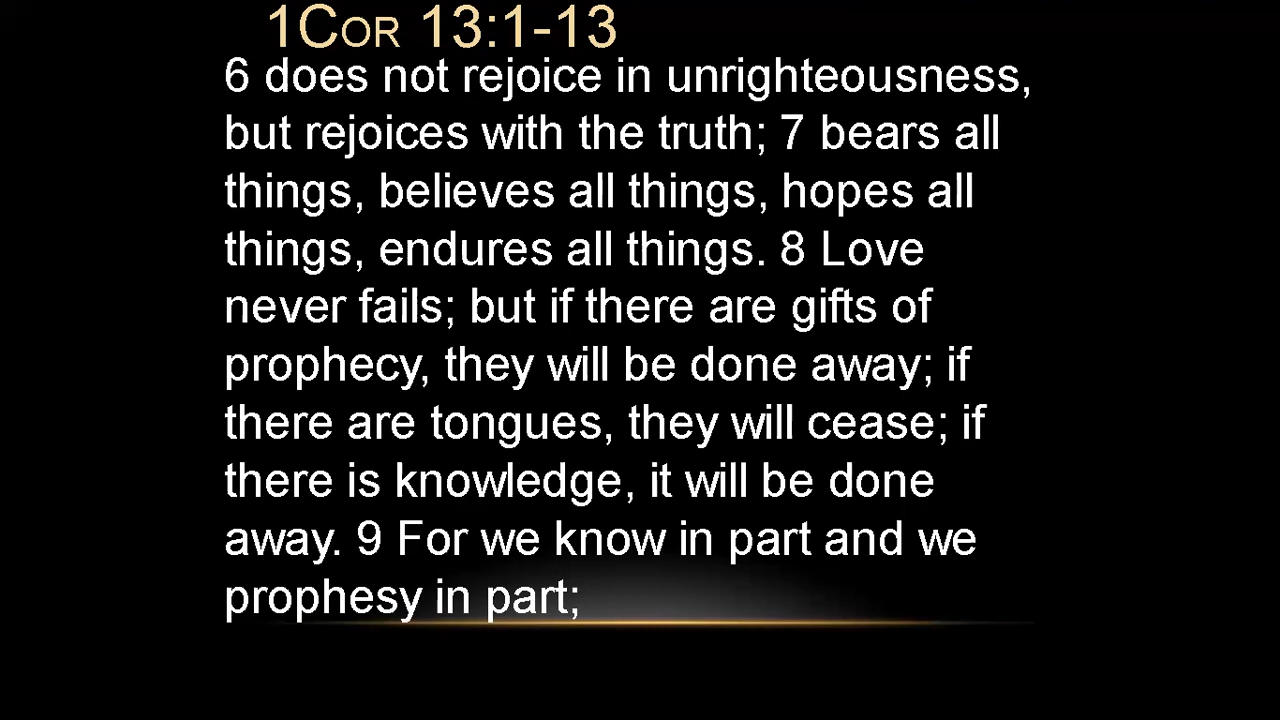 1Cor 13:1-13
6 does not rejoice in unrighteousness,
but rejoices with the truth; 7 bears all
things, believes all things, hopes all
things, endures all things. 8 Love
never fails; but if there are gifts of
prophecy, they will be done away; if
there are tongues, they will cease; if
there is knowledge, it will be done
away. 9 For we know in part and we
prophesy in part;